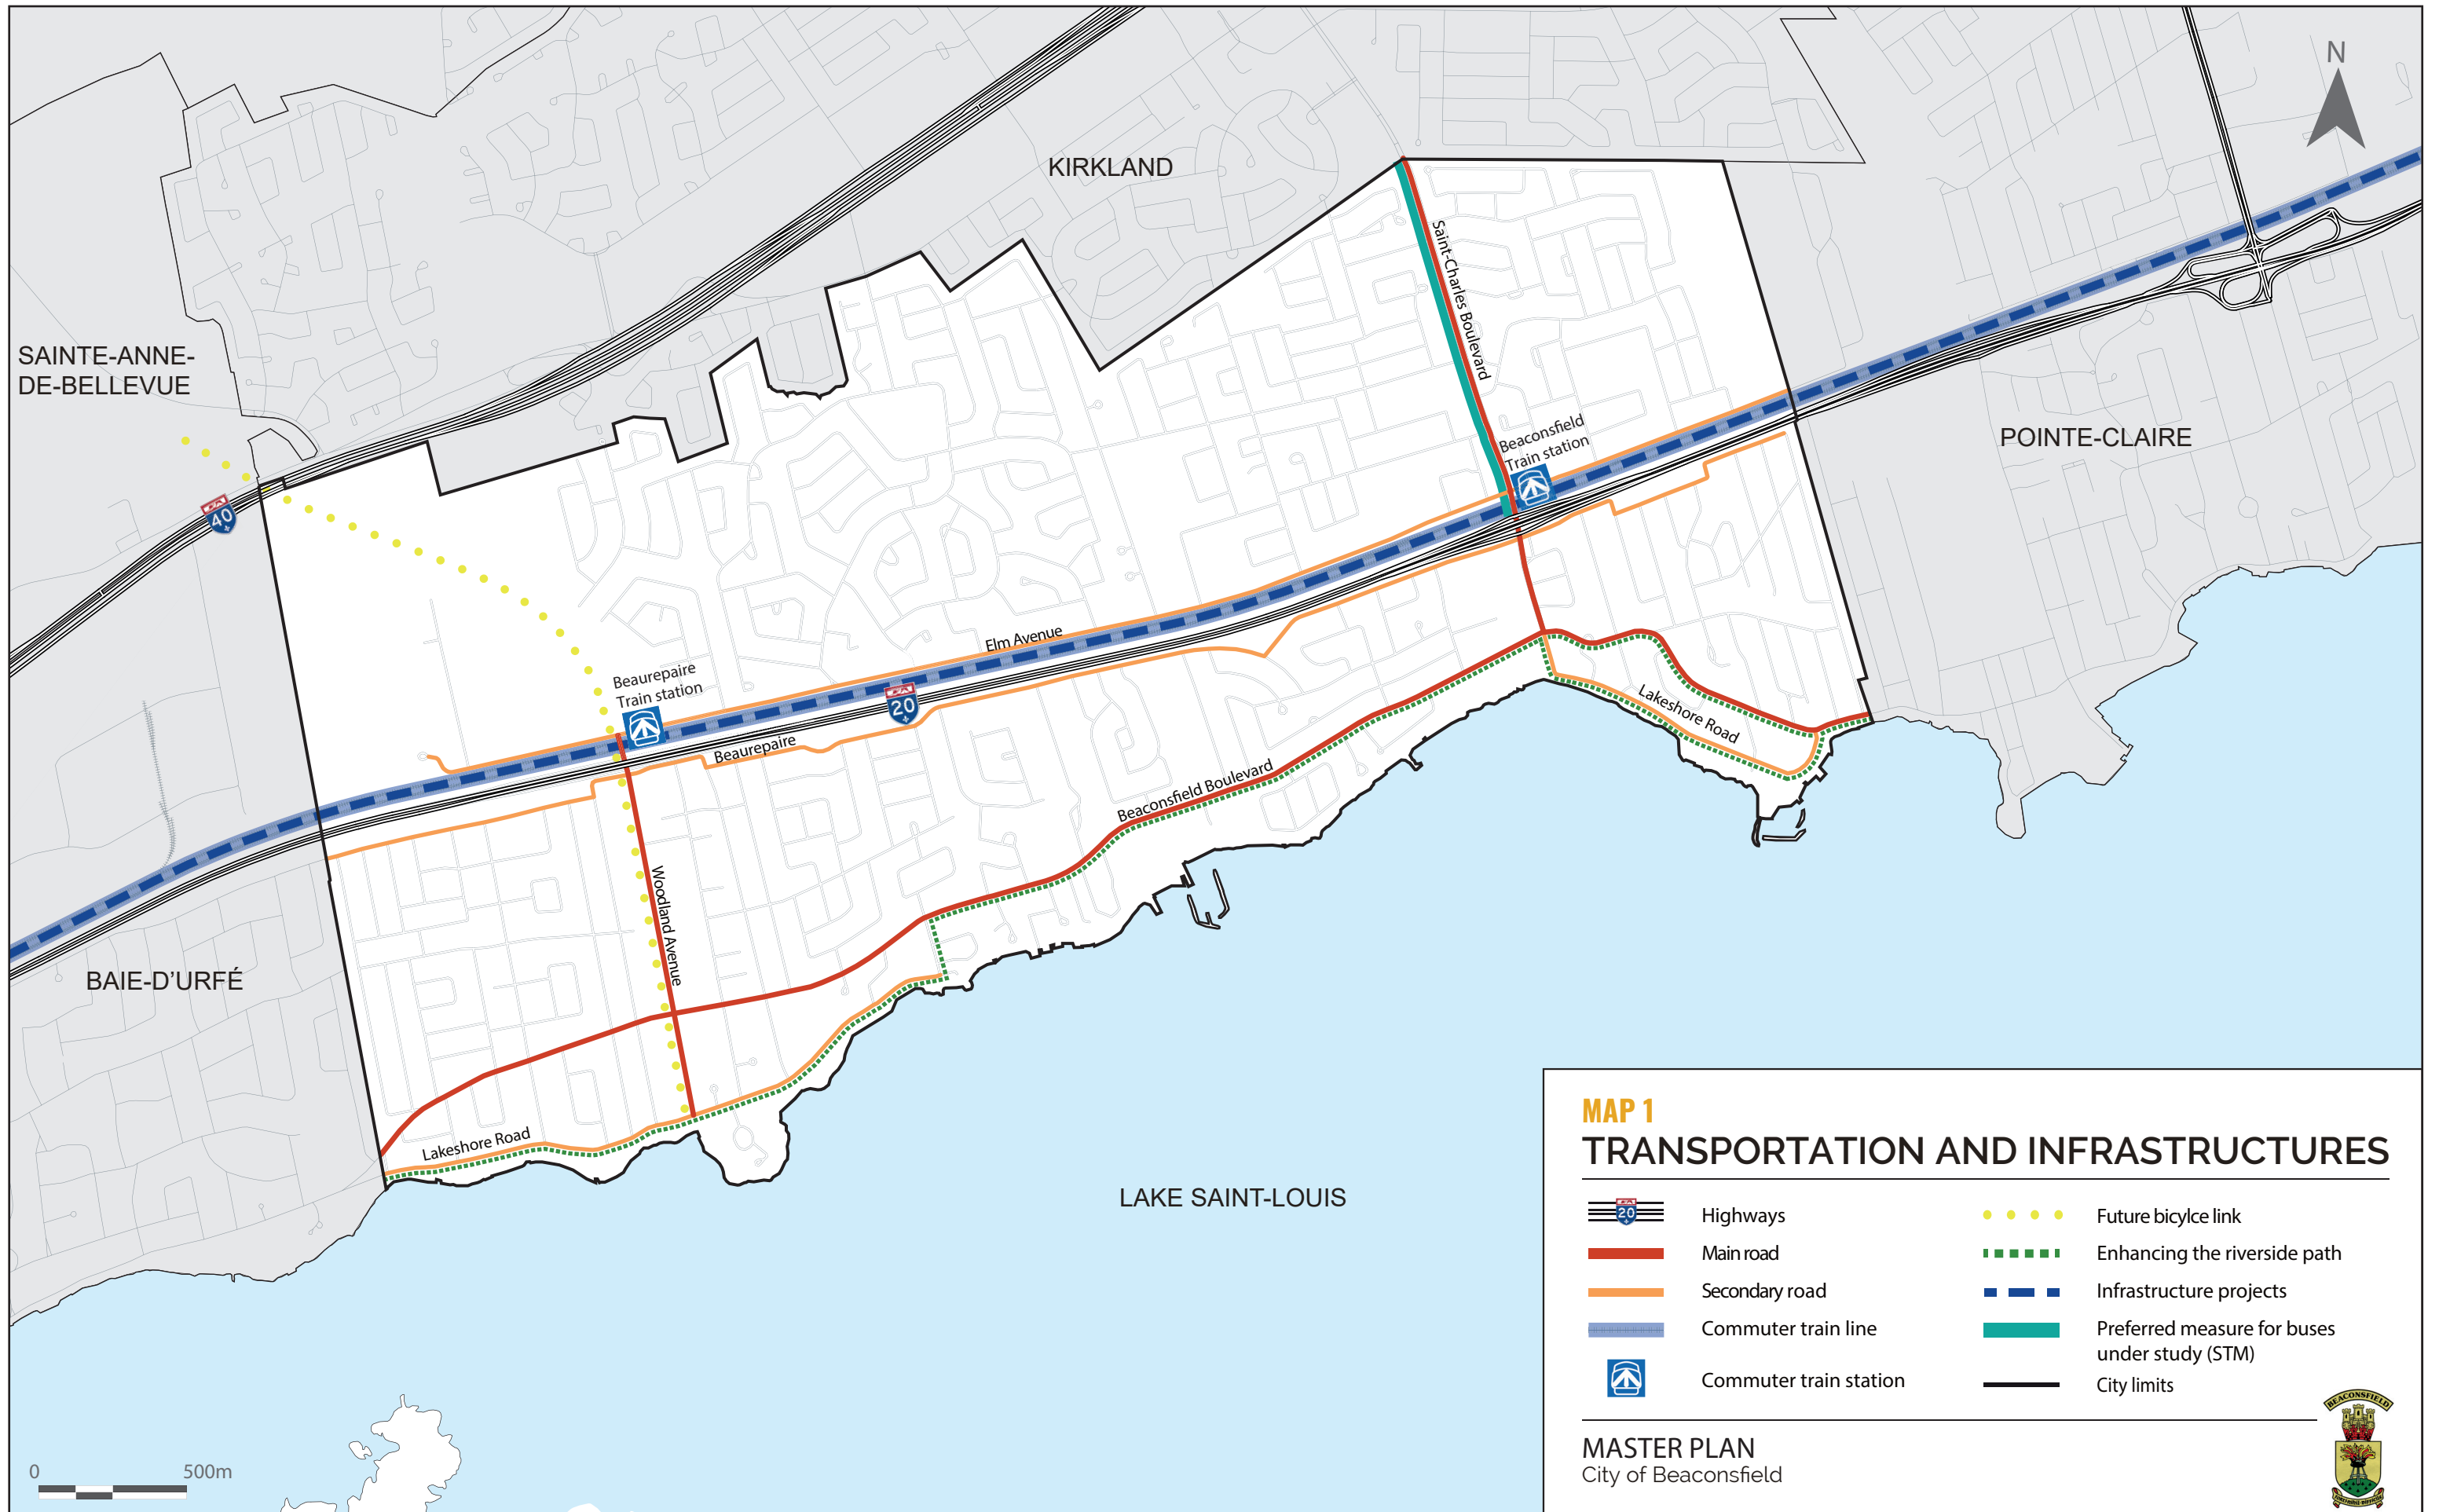 N
KIRKLAND
SAINTE-ANNE-
DE-BELLEVUE
POINTE-CLAIRE
BAIE-D'URFÉ
LAKE SAINT-LOUIS
40
20
Saint-Charles Boulevard
Beaconsfield
Train station
Elm Avenue
Beaurepaire
Train station
Beaurepaire
Lakeshore Road
Beaconsfield Boulevard
Woodland Avenue
Lakeshore Road
0 500m
MAP 1
TRANSPORTATION AND INFRASTRUCTURES
20
Highways
Main road
Secondary road
Commuter train line
Commuter train station
Future bicylce link
Enhancing the riverside path
Infrastructure projects
Preferred measure for buses
under study (STM)
City limits
MASTER PLAN
City of Beaconsfield
BEACONSFIELD